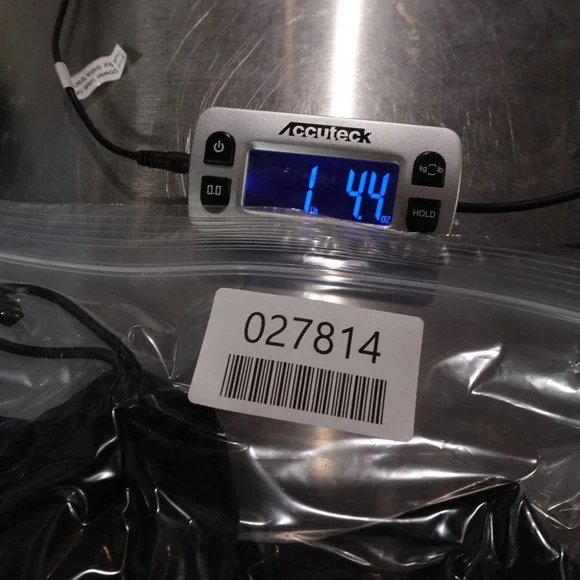 Accuteck
1 lb 4.4 oz
0.0
kg lb
HOLD
027814